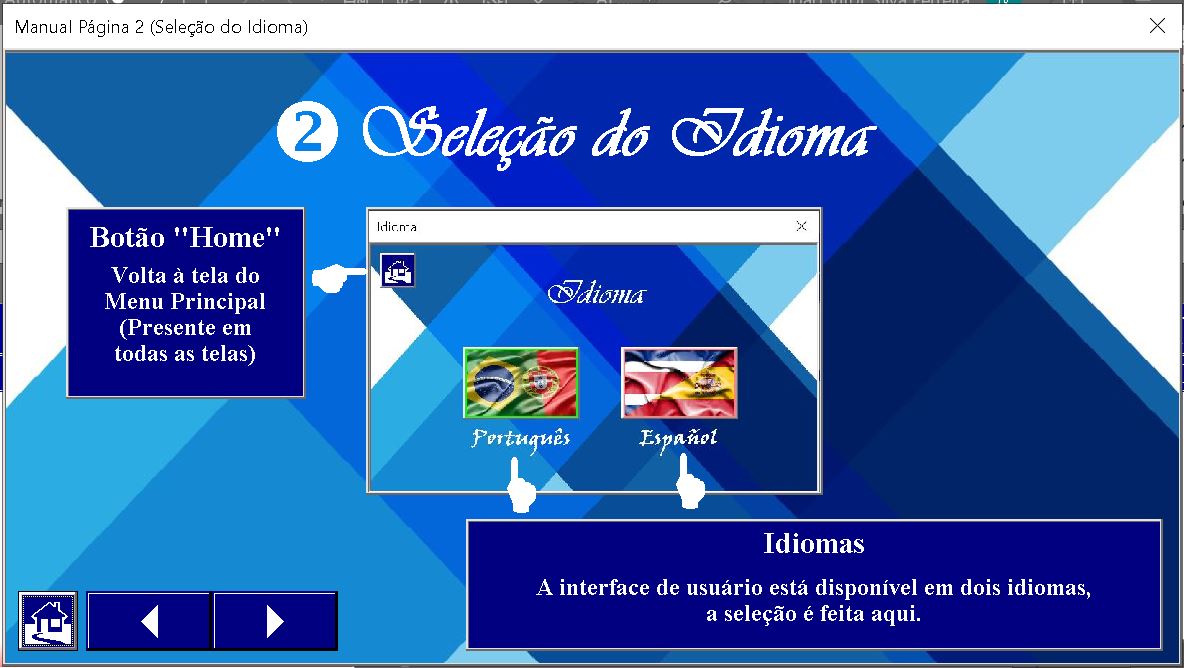 Manual Página 2 (Seleção do Idioma)
2 Seleção do Idioma
Botão "Home"
Volta à tela do
Menu Principal
(Presente em
todas as telas)
Idioma
Idioma
Português
Español
Idiomas
A interface de usuário está disponível em dois idiomas,
a seleção é feita aqui.